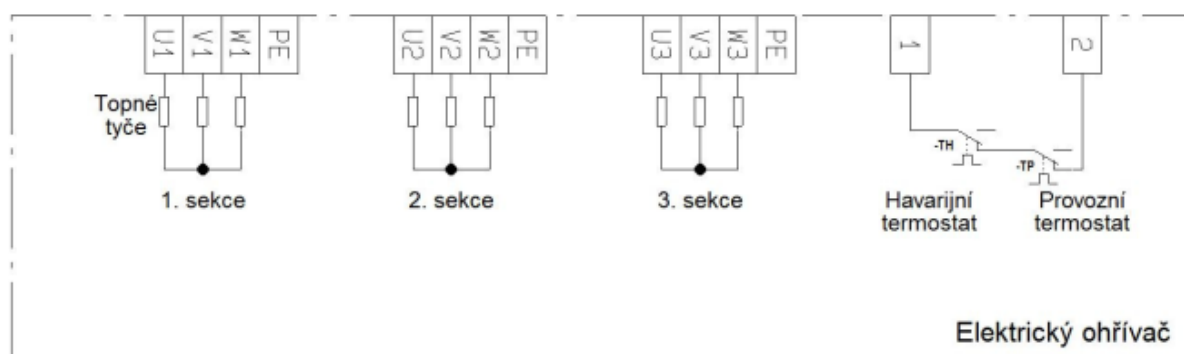 U1 V1 W1 PE
U2 V2 W2 PE
U3 V3 W3 PE
1
2
Topné
tyče
1. sekce
2. sekce
3. sekce
-TH
-TP
Havarijní
termostat
Provozní
termostat
Elektrický ohřívač